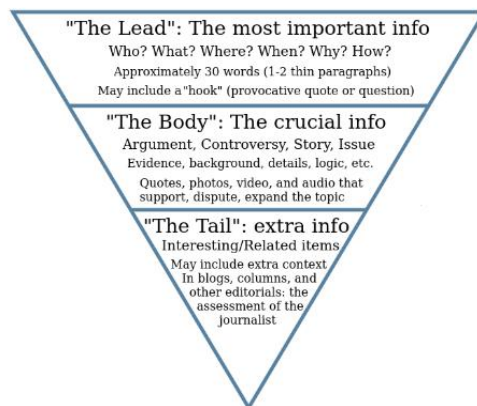 "The Lead": The most important info
Who? What? Where? When? Why? How?
Approximately 30 words (1-2 thin paragraphs)
May include a"hook" (provocative quote or question)
"The Body": The crucial info
Argument, Controversy, Story, Issue
Evidence, background, details, logic, etc.
Quotes, photos, video, and audio that
support, dispute, expand the topic
"The Tail": extra info
Interesting/Related items
May include extra context
In blogs, columns, and
other editorials: the
assessment of the
journalist